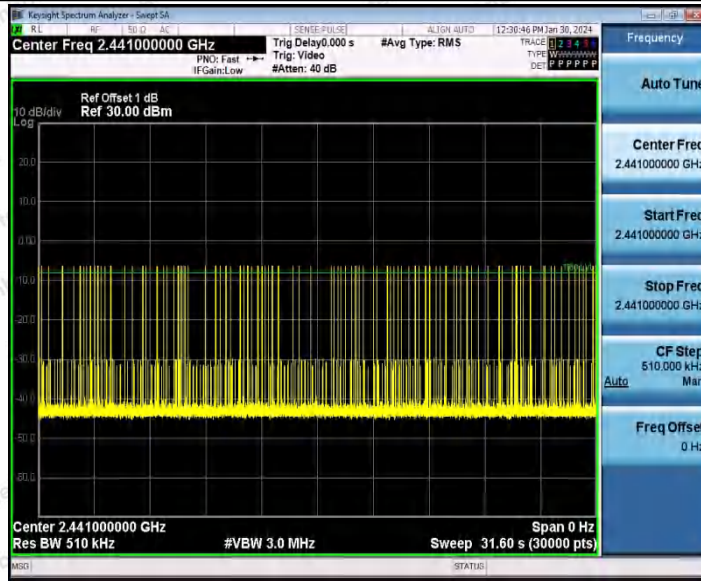 Keysight Spectrum Analyzer - Swept SA
RL RF 50 Ω AC SENSE:PULSE ALIGN AUTO 12:30:46 PM Jan 30, 2024
Center Freq 2.441000000 GHz
PNO: Fast
IFGain:Low
Trig Delay0.000 s
Trig: Video
#Atten: 40 dB
#Avg Type: RMS
TRACE 1 2 3 4 5 6
TYPE W
DET P P P P P P
Ref Offset 1 dB
10 dB/div Ref 30.00 dBm
Log
20.0
10.0
0.00
-10.0
-20.0
-30.0
-40.0
-50.0
-60.0
Center 2.441000000 GHz Span 0 Hz
Res BW 510 kHz #VBW 3.0 MHz Sweep 31.60 s (30000 pts)
MSG STATUS
Frequency
Auto Tune
Center Freq
2.441000000 GHz
Start Freq
2.441000000 GHz
Stop Freq
2.441000000 GHz
CF Step
510.000 kHz
Auto Man
Freq Offset
0 Hz